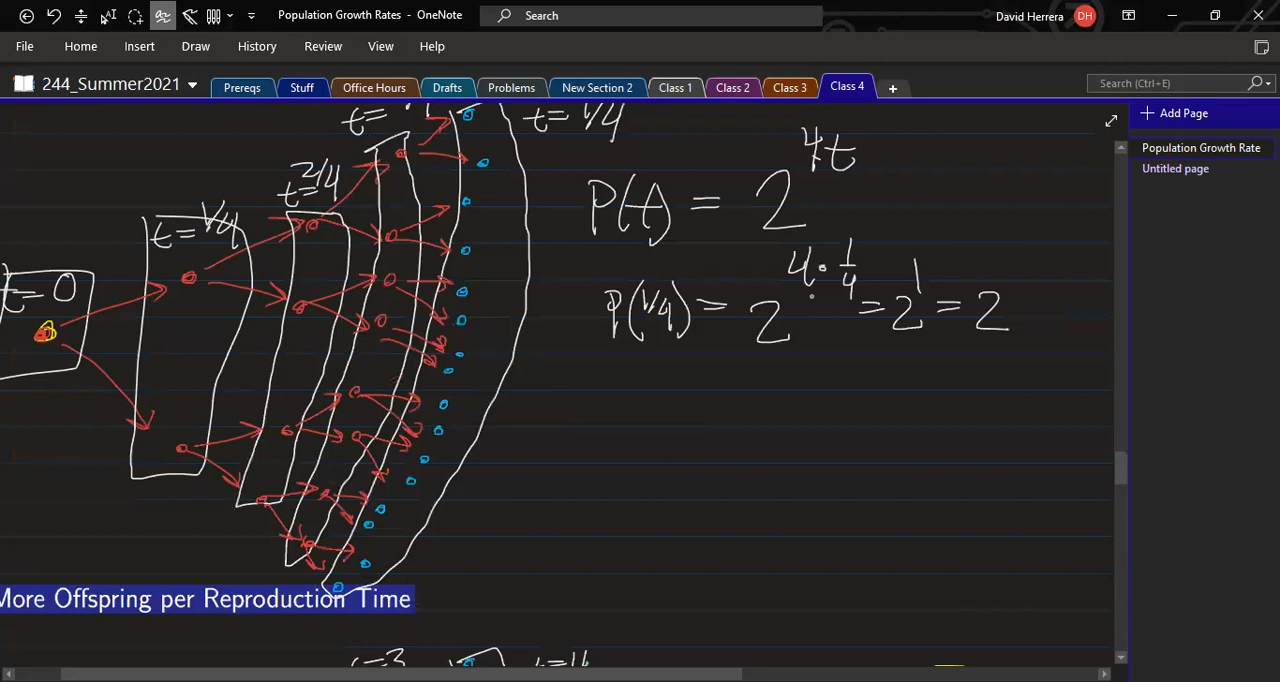 Population Growth Rates - OneNote
Search
David Herrera
DH
File Home Insert Draw History Review View Help
244_Summer2021
Prereqs Stuff Office Hours Drafts Problems New Section 2 Class 1 Class 2 Class 3 Class 4
Search (Ctrl+E)
Add Page
Population Growth Rate
Untitled page
t = 4/4
P(t) = 2^{4t}
t = 2/4
t = 1/4
t = 0
P(1/4) = 2^{4·1/4} = 2^1 = 2
More Offspring per Reproduction Time